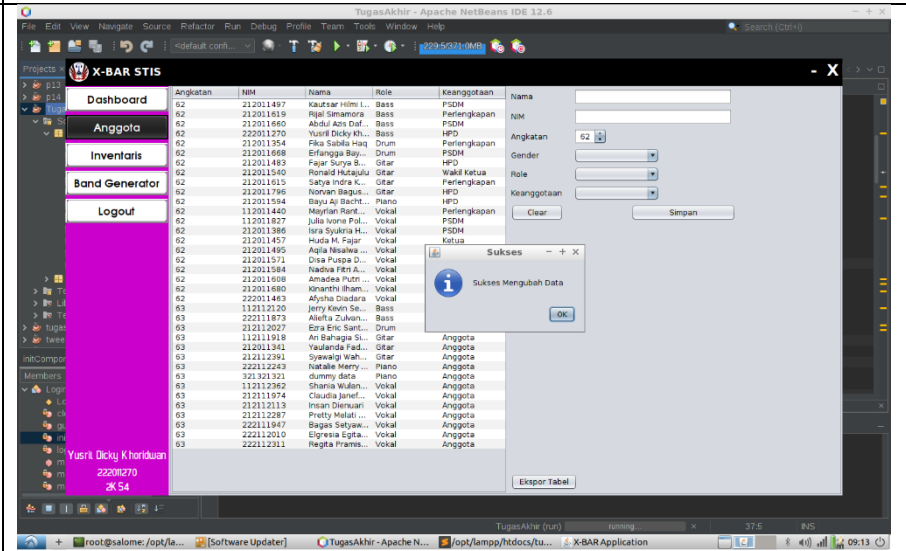 TugasAkhir - Apache NetBeans IDE 12.6
File Edit View Navigate Source Refactor Run Debug Profile Team Tools Window Help
Search (Ctrl+I)
<default confi...
229.5/371.0MB
Projects
X-BAR STIS - X
p13
p14
Dashboard
Anggota
Inventaris
Band Generator
Logout
Angkatan NIM Nama Role Keanggotaan
62 212011497 Kautsar Hilmi I... Bass PSDM
62 212011619 Rijal Simamora Bass Perlengkapan
62 212011660 Abdul Azis Daf... Bass PSDM
62 222011270 Yusril Dicky Kh... Bass HPD
62 212011354 Fika Sabila Haq Drum Perlengkapan
62 212011668 Erfangga Bay... Drum PSDM
62 212011483 Fajar Surya B... Gitar HPD
62 212011540 Ronald Hutajulu Gitar Wakil Ketua
62 212011615 Satya Indra K... Gitar Perlengkapan
62 212011796 Norvan Bagus... Gitar HPD
62 212011594 Bayu Aji Bacht... Piano HPD
62 112011440 Mayrlan Rant... Vokal Perlengkapan
62 112011827 Julia Ivone Pol... Vokal PSDM
62 212011386 Isra Syukria H... Vokal PSDM
62 212011457 Huda M. Fajar Vokal Ketua
62 212011495 Aqila Nisalwa ... Vokal
62 212011571 Disa Puspa D... Vokal
62 212011584 Nadiva Fitri A... Vokal
62 212011608 Amadea Putri ... Vokal
62 212011680 Kinanthi Ilham... Vokal
62 222011463 Afysha Diadara Vokal
63 112112120 Jerry Kevin Se... Bass
63 222111873 Aliefta Zulvan... Bass
63 212112027 Ezra Eric Sant... Drum
63 112111918 Ari Bahagia Si... Gitar Anggota
63 212011341 Yaulanda Fad... Gitar Anggota
63 212112391 Syawalgi Wah... Gitar Anggota
63 222112243 Natalie Merry ... Piano Anggota
63 321321321 dummy data Piano Anggota
63 112112362 Shania Wulan... Vokal Anggota
63 212111974 Claudia Janef... Vokal Anggota
63 212112113 Insan Dienuari Vokal Anggota
63 212112287 Pretty Melati ... Vokal Anggota
63 222111947 Bagas Setyaw... Vokal Anggota
63 222112010 Elgresia Egita... Vokal Anggota
63 222112311 Regita Pramis... Vokal Anggota
Nama
NIM
Angkatan 62
Gender
Role
Keanggotaan
Clear Simpan
Sukses - + x
Sukses Mengubah Data
OK
Ekspor Tabel
tugas
twee
initCompor
Members
Login
Yusril Dicky Khoridwan
222011270
2KS4
TugasAkhir (run) running... 37:5 INS
root@salome: /opt/la... [Software Updater] TugasAkhir - Apache N... /opt/lampp/htdocs/tu... X-BAR Application 09:13